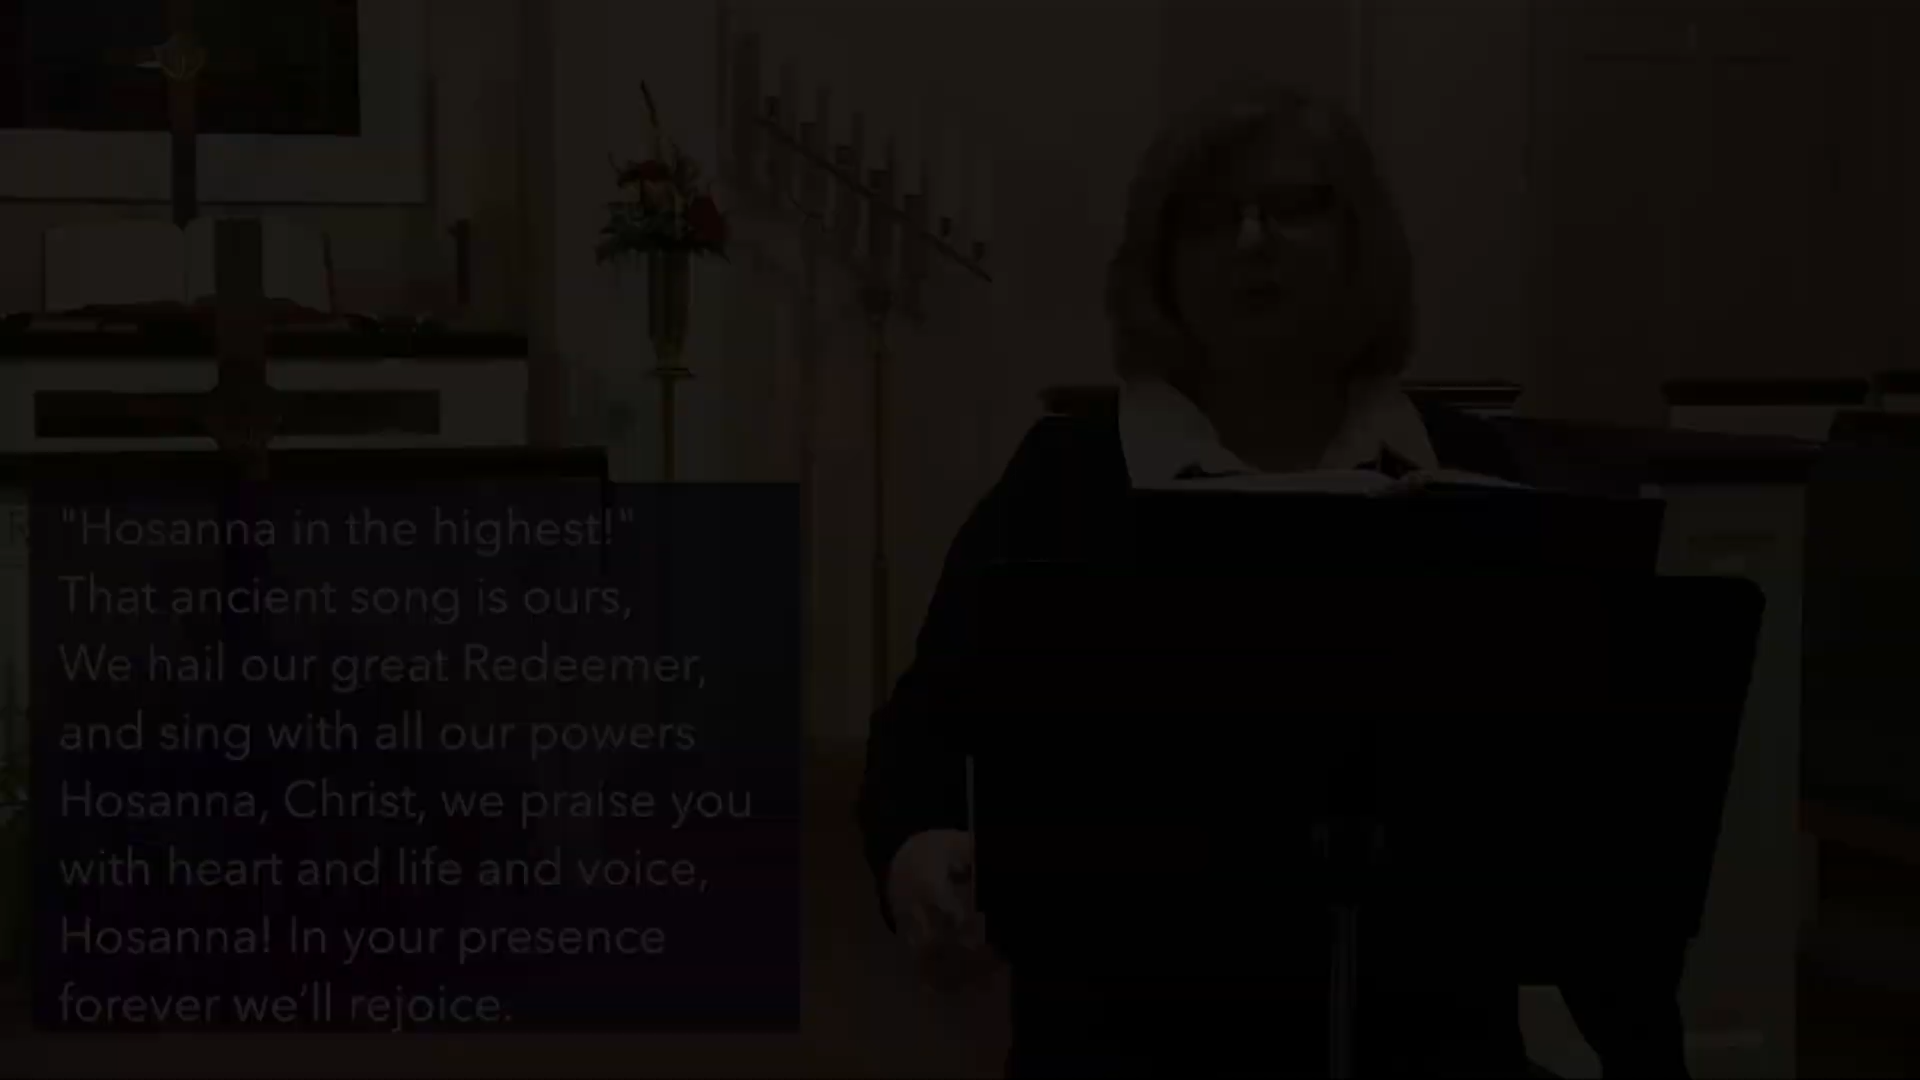 "Hosanna in the highest!"
That ancient song is ours,
We hail our great Redeemer,
and sing with all our powers
Hosanna, Christ, we praise you
with heart and life and voice,
Hosanna! In your presence
forever we’ll rejoice.